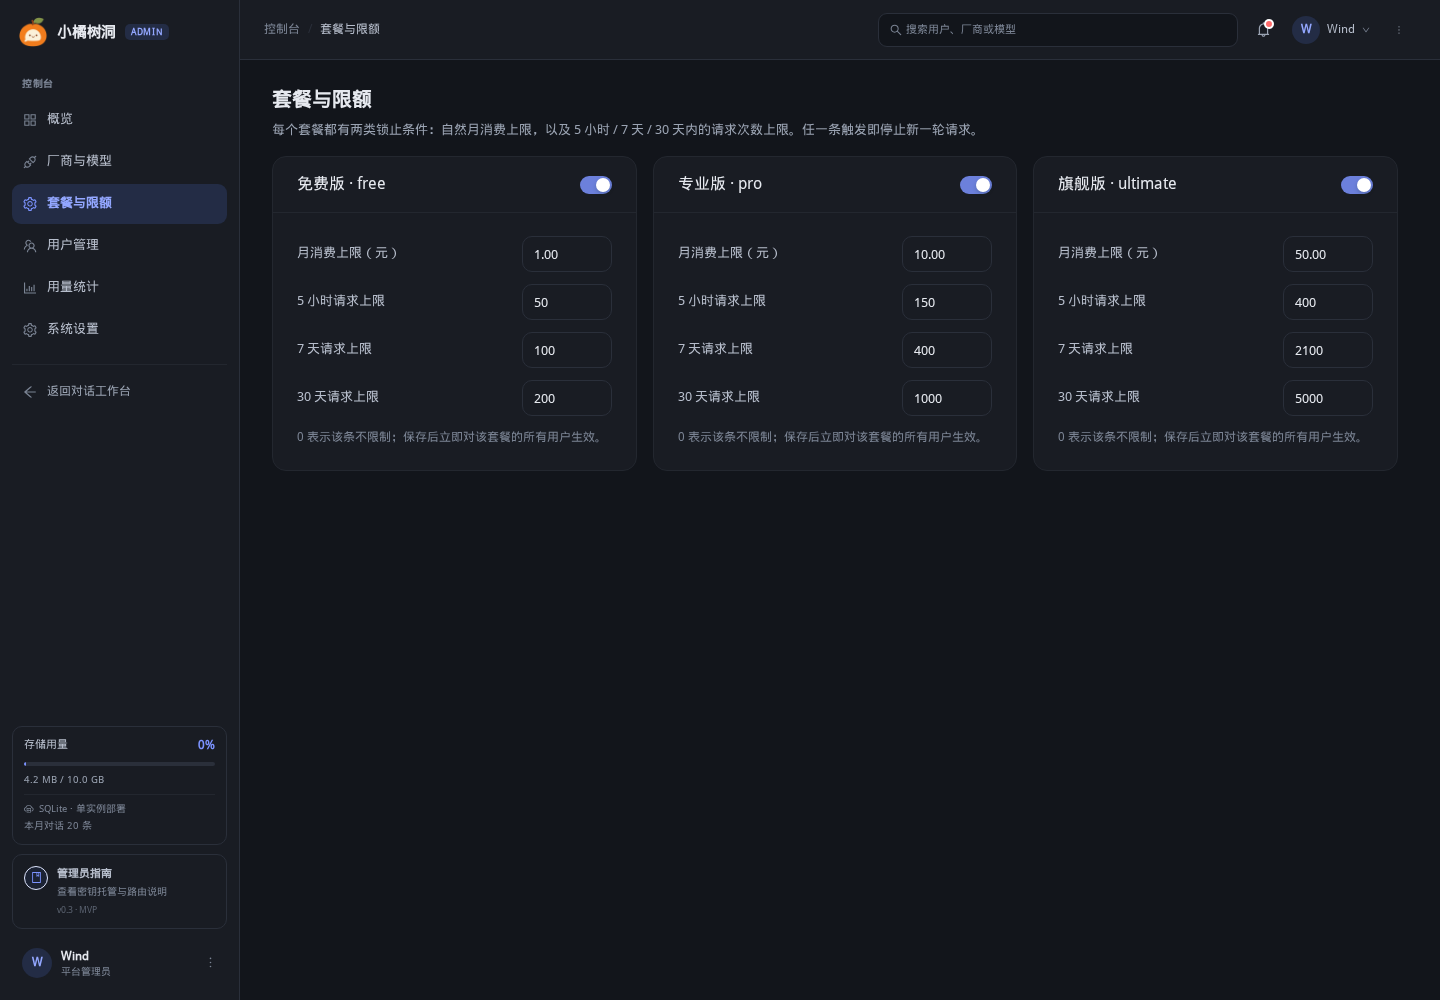 小橘树洞 ADMIN
控制台
概览
厂商与模型
套餐与限额
用户管理
用量统计
系统设置
返回对话工作台
存储用量 0%
4.2 MB / 10.0 GB
SQLite · 单实例部署
本月对话 20 条
管理员指南
查看密钥托管与路由说明
v0.3 · MVP
W Wind
平台管理员
控制台 / 套餐与限额
搜索用户、厂商或模型
W Wind
套餐与限额
每个套餐都有两类锁止条件：自然月消费上限，以及 5 小时 / 7 天 / 30 天内的请求次数上限。任一条触发即停止新一轮请求。
免费版 · free
月消费上限（元） 1.00
5 小时请求上限 50
7 天请求上限 100
30 天请求上限 200
0 表示该条不限制；保存后立即对该套餐的所有用户生效。
专业版 · pro
月消费上限（元） 10.00
5 小时请求上限 150
7 天请求上限 400
30 天请求上限 1000
0 表示该条不限制；保存后立即对该套餐的所有用户生效。
旗舰版 · ultimate
月消费上限（元） 50.00
5 小时请求上限 400
7 天请求上限 2100
30 天请求上限 5000
0 表示该条不限制；保存后立即对该套餐的所有用户生效。